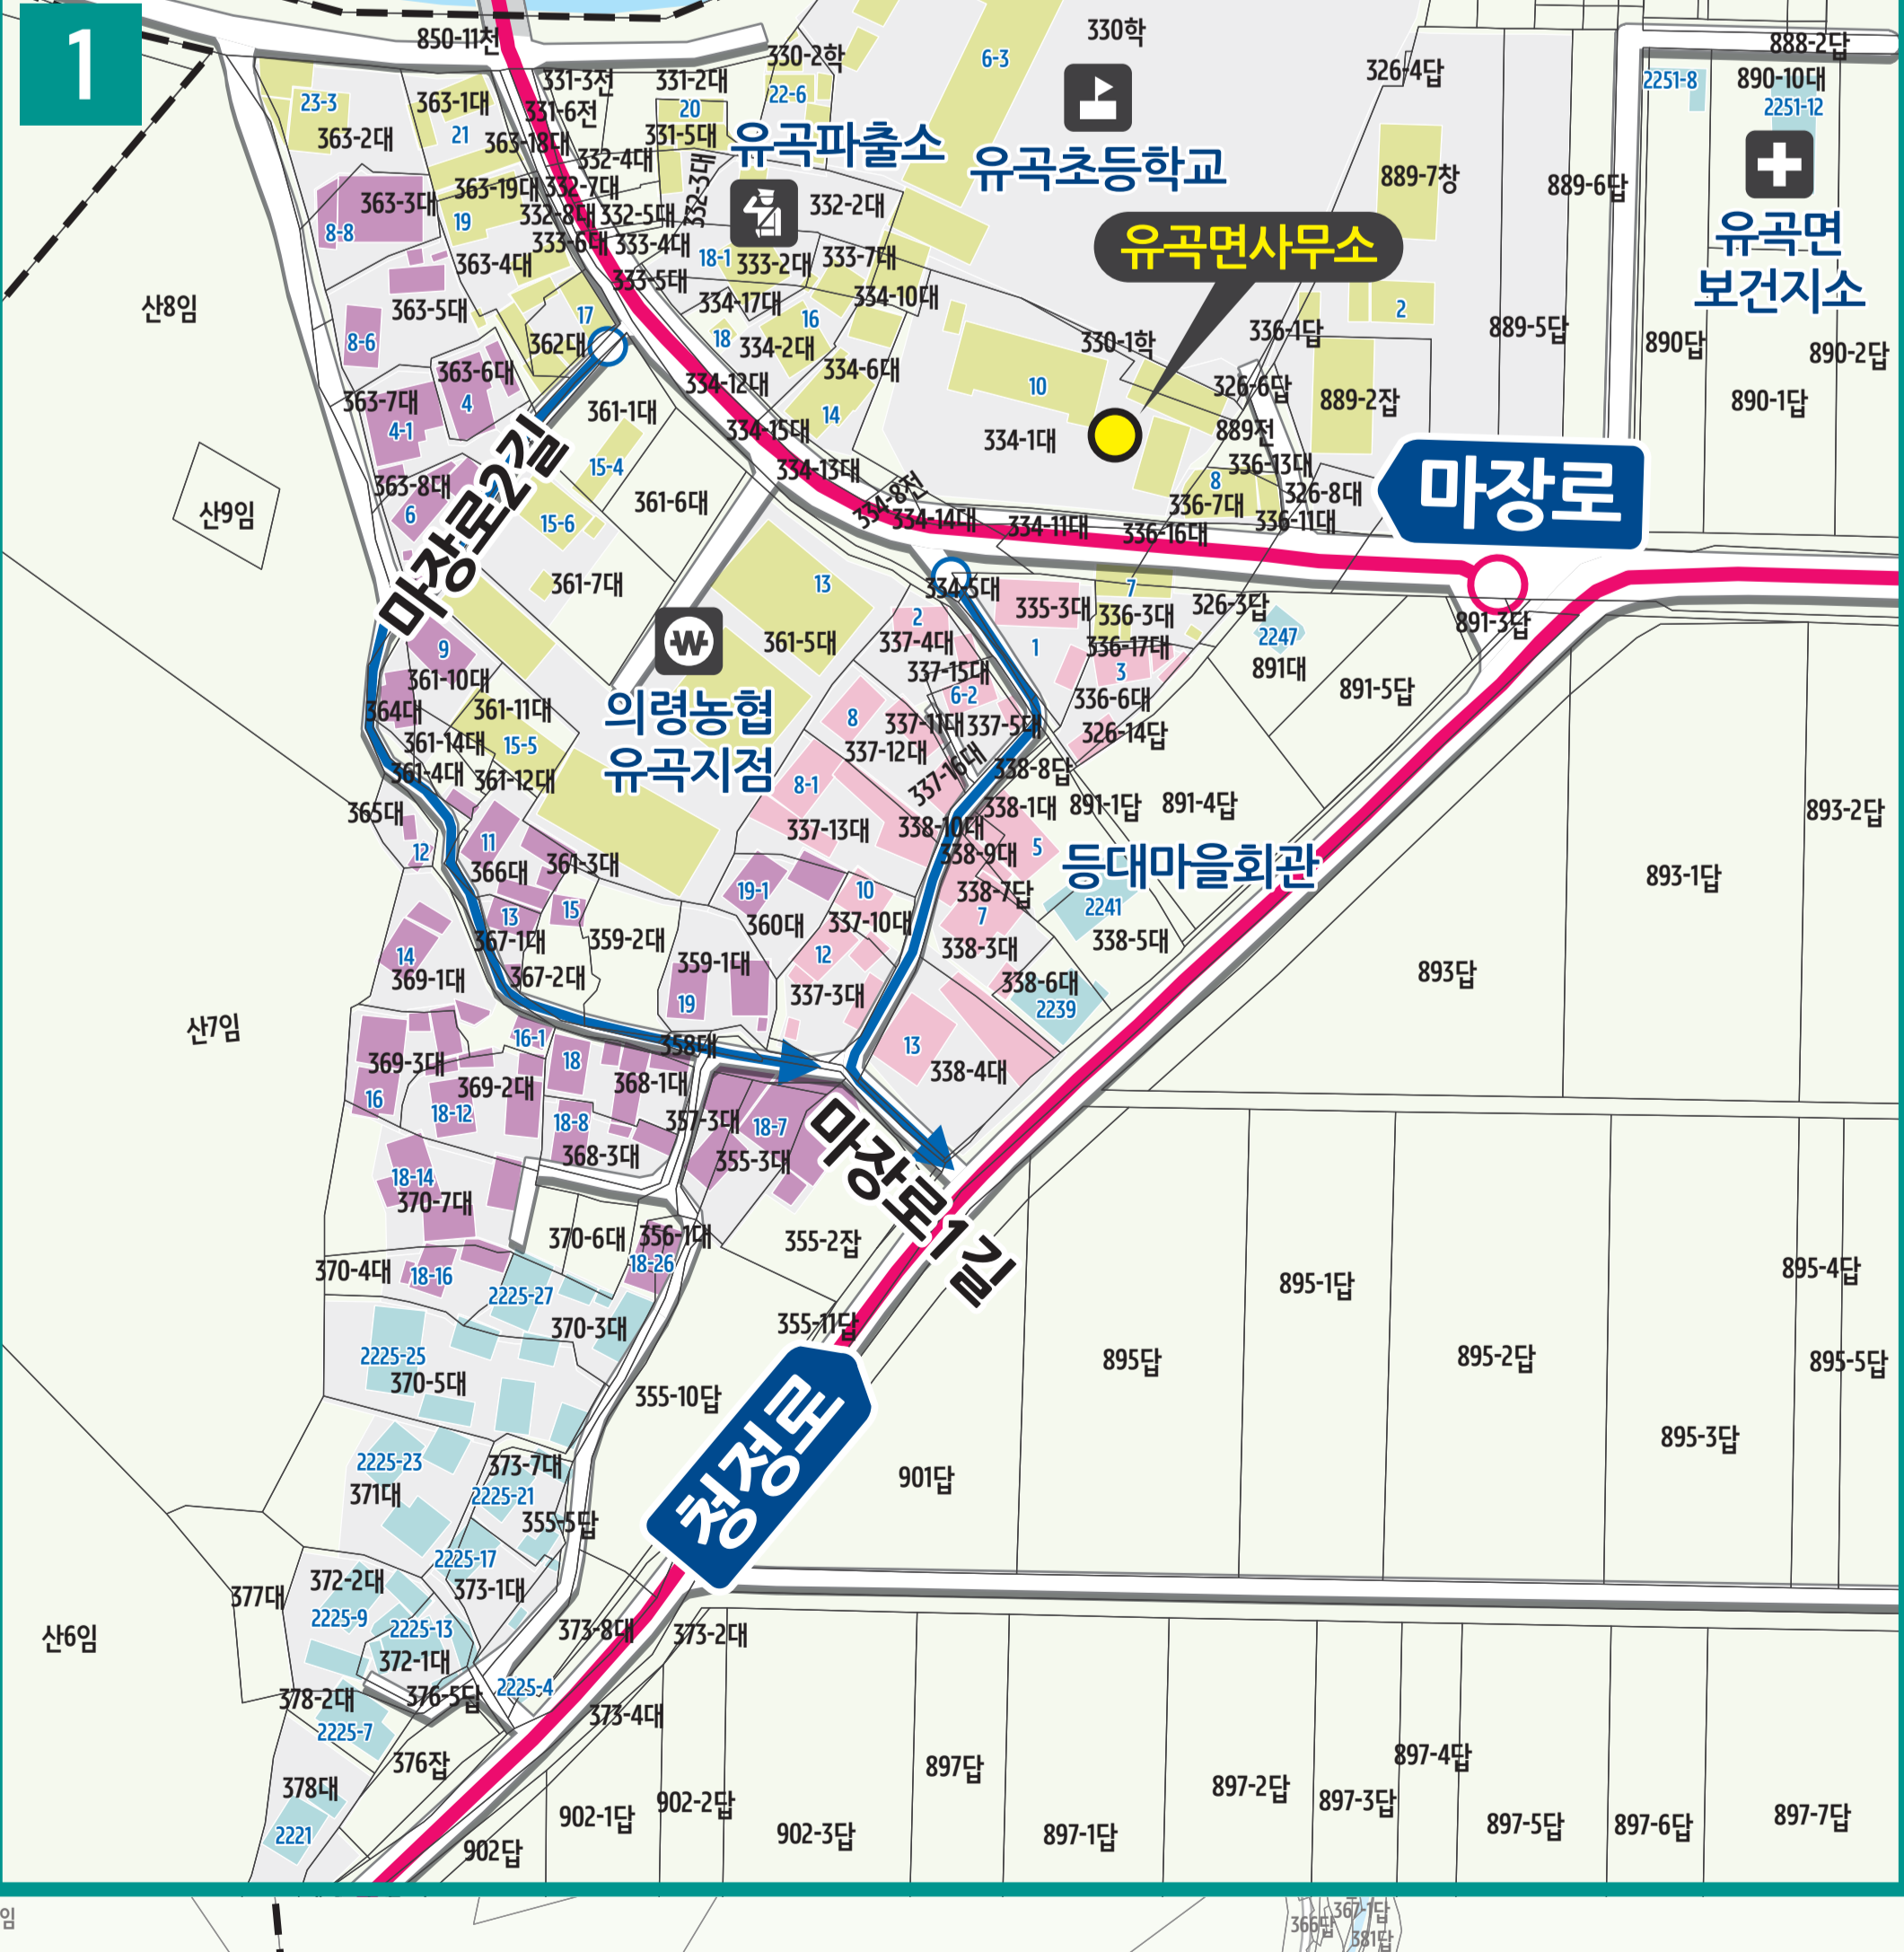 1
850-11천
330-2학
330학
6-3
888-2답
331-3전
331-2대
326-4답
2251-8
890-10대
2251-12
23-3
363-1대
331-6전
20
22-6
363-2대
21
363-18대
331-5대
유곡파출소
유곡초등학교
332-4대
889-7창
889-6답
363-19대
332-7대
332-3대
332-2대
363-3대
8-8
19
332-8대
332-5대
유곡면
보건지소
333-6대
333-4대
18-1
333-2대
333-7대
유곡면사무소
363-4대
333-5대
산8임
363-5대
334-17대
334-10대
17
16
2
8-6
362대
18
334-2대
330-1학
336-1답
889-5답
890답
890-2답
363-6대
334-6대
334-12대
326-6답
889-2잡
890-1답
363-7대
4
4-1
361-1대
14
10
334-15대
334-1대
889전
마장로2길
15-4
334-13대
336-13대
마장로
363-8대
6
361-6대
334-8전
8
336-7대
326-8대
산9임
15-6
334-14대
334-11대
336-16대
336-11대
361-7대
13
334-5대
7
335-3대
336-3대
326-3답
891-3답
2
337-4대
361-5대
1
336-17대
2247
891대
9
361-10대
337-15대
6-2
3
336-6대
891-5답
364대
361-11대
의령농협
유곡지점
8
337-11대
337-5대
326-14답
361-14대
15-5
337-12대
337-16대
338-8답
361-4대
361-12대
8-1
365대
338-1대
891-1답
891-4답
893-2답
12
11
337-13대
338-10대
338-9대
5
등대마을회관
366대
361-3대
893-1답
19-1
10
338-7답
13
15
7
2241
367-1대
359-2대
360대
337-10대
338-3대
338-5대
14
369-1대
367-2대
359-1대
12
893답
19
337-3대
338-6대
2239
산7임
16-1
358대
13
369-3대
18
338-4대
16
369-2대
368-1대
18-12
18-8
357-3대
18-7
368-3대
355-3대
마장로1길
18-14
370-7대
370-6대
356-1대
355-2잡
370-4대
18-16
18-26
895-1답
895-4답
2225-27
370-3대
355-11답
2225-25
370-5대
895답
895-2답
895-5답
355-10답
청정로
895-3답
2225-23
373-7대
901답
371대
2225-21
355-5답
2225-17
372-2대
373-1대
377대
2225-9
2225-13
373-8대
373-2대
산6임
372-1대
2225-4
378-2대
376-5답
373-4대
2225-7
376잡
897답
897-4답
378대
897-2답
897-3답
902-1답
902-2답
2221
902답
902-3답
897-1답
897-5답
897-6답
897-7답
임
366답
367-1답
381답